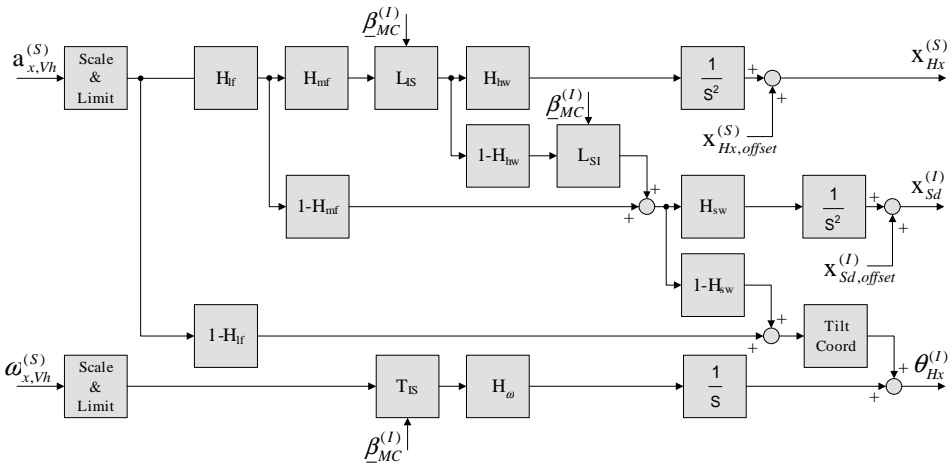 β_MC^(I)
a_x,Vh^(S)
Scale
&
Limit
H_lf
H_mf
L_IS
H_hw
1
S²
+
+
x_Hx^(S)
x_Hx,offset^(S)
β_MC^(I)
1-H_hw
L_SI
+
+
1-H_mf
H_sw
1
S²
+
+
x_Sd^(I)
x_Sd,offset^(I)
1-H_sw
+
+
1-H_lf
Tilt
Coord
ω_x,Vh^(S)
Scale
&
Limit
T_IS
H_ω
1
S
+
+
θ_Hx^(I)
β_MC^(I)